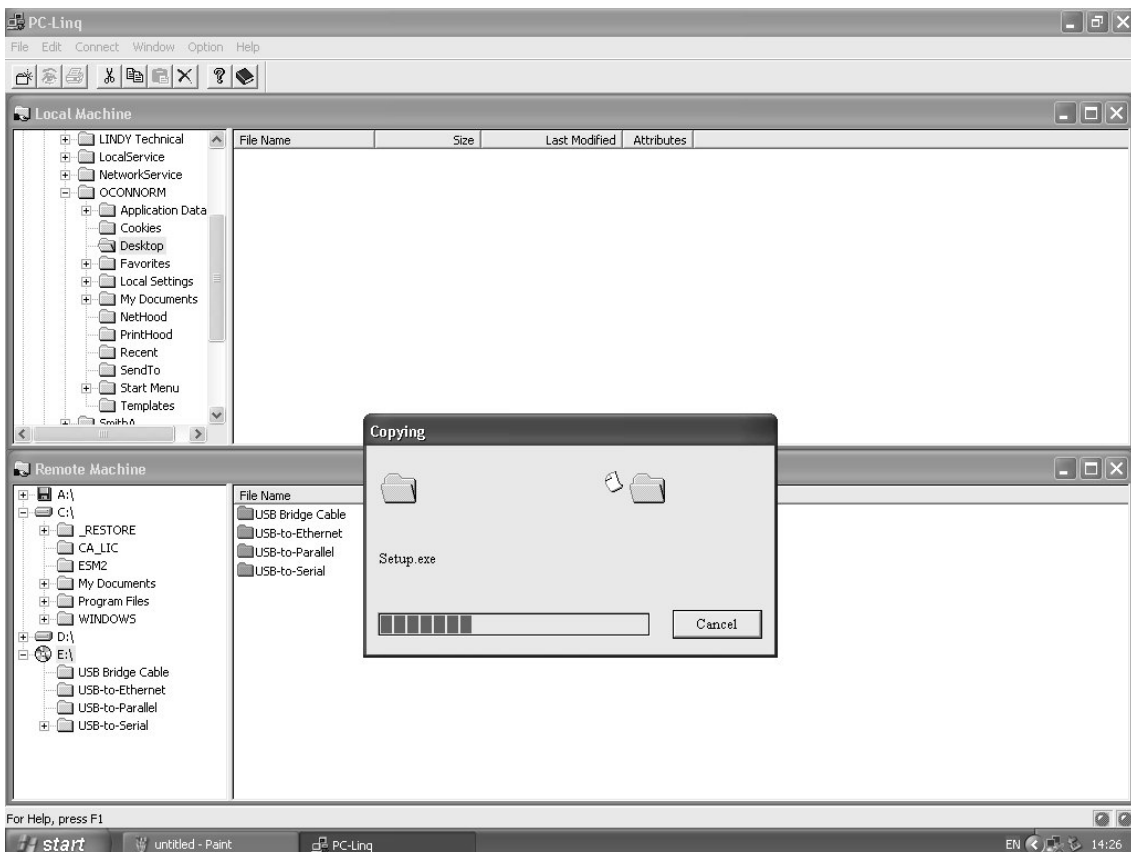 PC-Linq
File Edit Connect Window Option Help
Local Machine
LINDY Technical
LocalService
NetworkService
OCONNORM
Application Data
Cookies
Desktop
Favorites
Local Settings
My Documents
NetHood
PrintHood
Recent
SendTo
Start Menu
Templates
SmithA
File Name Size Last Modified Attributes
Copying
Setup.exe
Cancel
Remote Machine
A:\
C:\
_RESTORE
CA_LIC
ESM2
My Documents
Program Files
WINDOWS
D:\
E:\
USB Bridge Cable
USB-to-Ethernet
USB-to-Parallel
USB-to-Serial
File Name
USB Bridge Cable
USB-to-Ethernet
USB-to-Parallel
USB-to-Serial
For Help, press F1
start untitled - Paint PC-Linq EN 14:26